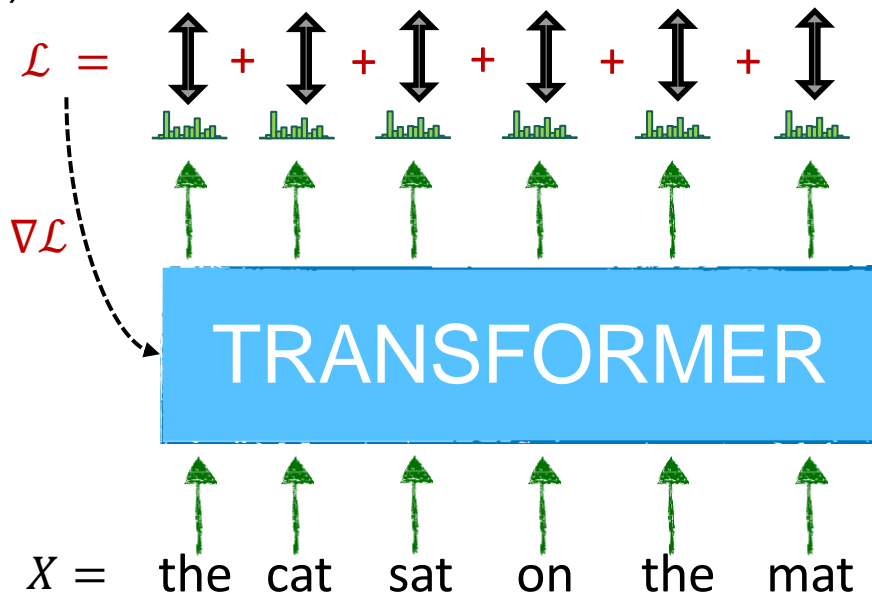 ℒ = + + + + +
∇ℒ
TRANSFORMER
X = the cat sat on the mat